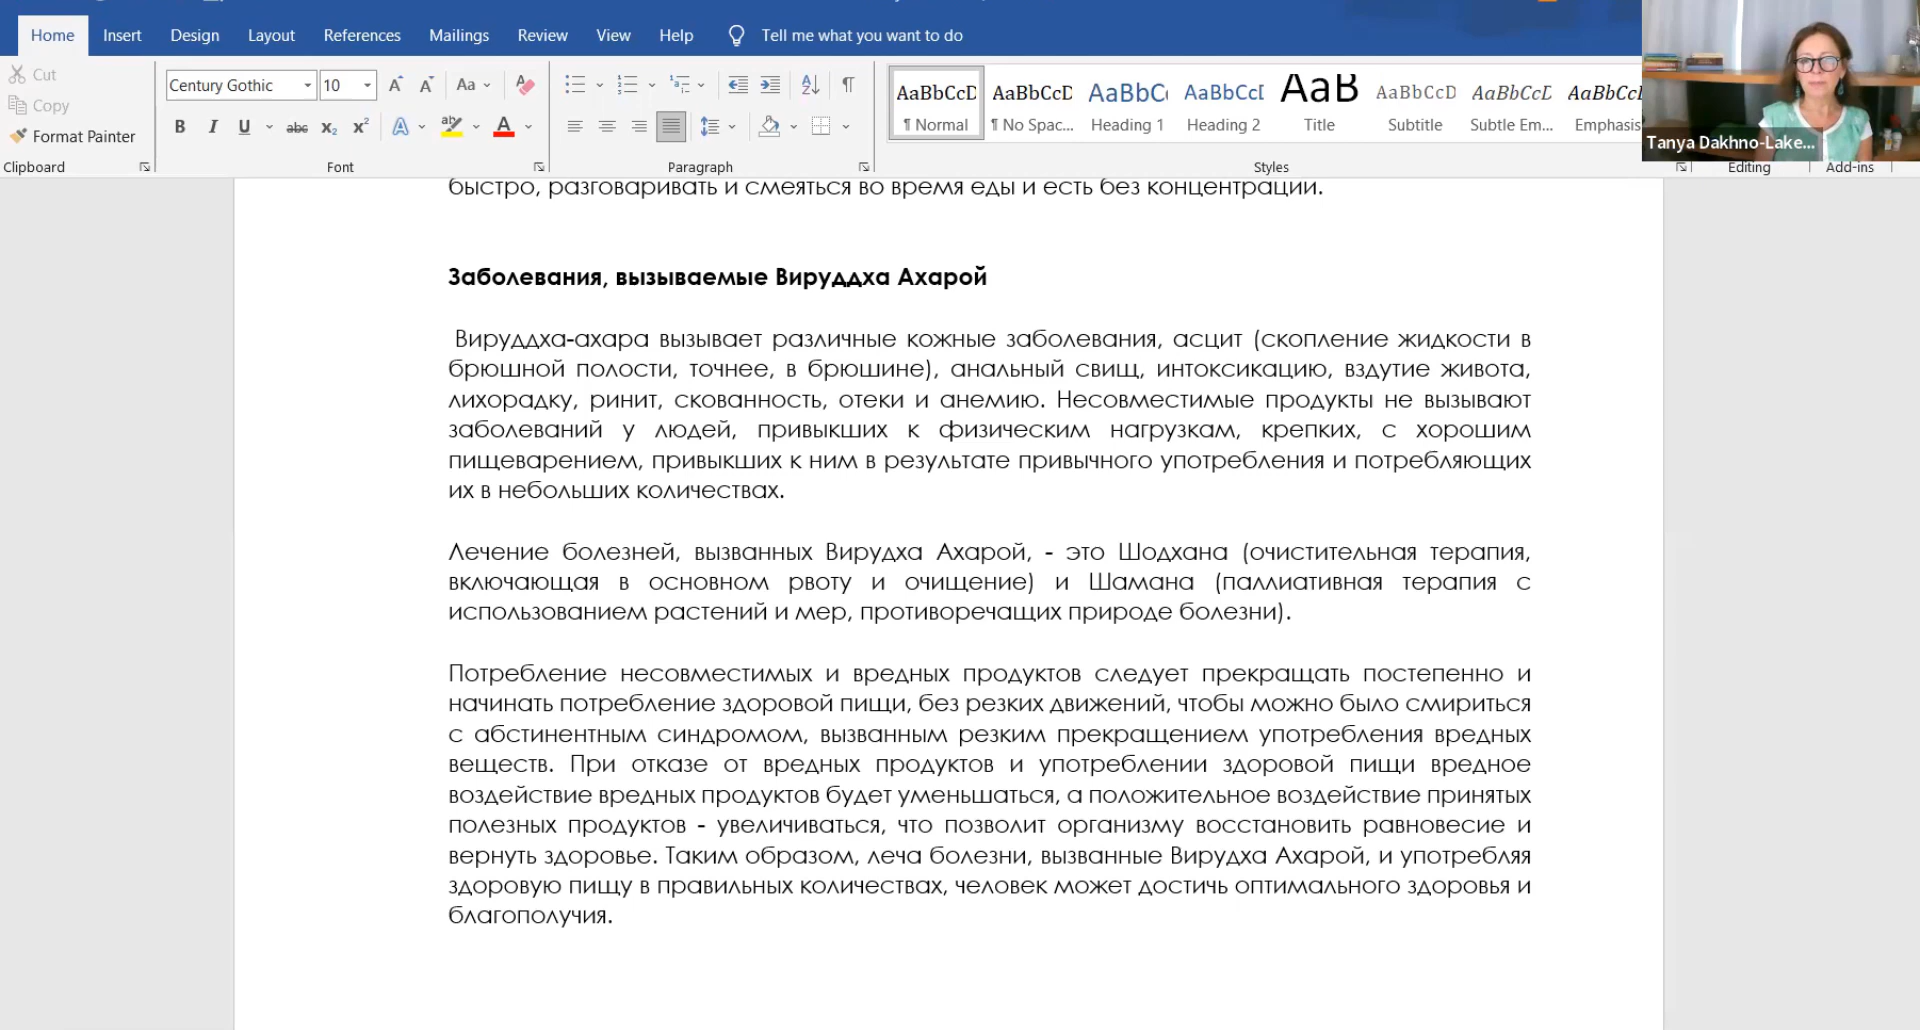 Home Insert Design Layout References Mailings Review View Help Tell me what you want to do
Cut
Copy
Format Painter
Clipboard
Century Gothic 10
Font
Paragraph
AaBbCcD AaBbCcD AaBbC AaBbCcI AaB AaBbCcD AaBbCcD AaBbCcD
¶ Normal ¶ No Spac... Heading 1 Heading 2 Title Subtitle Subtle Em... Emphasis
Styles
Editing
Add-ins
Tanya Dakhno-Lake...
быстро, разговаривать и смеяться во время еды и есть без концентрации.
Заболевания, вызываемые Вируддха Ахарой
Вируддха-ахара вызывает различные кожные заболевания, асцит (скопление жидкости в
брюшной полости, точнее, в брюшине), анальный свищ, интоксикацию, вздутие живота,
лихорадку, ринит, скованность, отеки и анемию. Несовместимые продукты не вызывают
заболеваний у людей, привыкших к физическим нагрузкам, крепких, с хорошим
пищеварением, привыкших к ним в результате привычного употребления и потребляющих
их в небольших количествах.
Лечение болезней, вызванных Вирудха Ахарой, - это Шодхана (очистительная терапия,
включающая в основном рвоту и очищение) и Шамана (паллиативная терапия с
использованием растений и мер, противоречащих природе болезни).
Потребление несовместимых и вредных продуктов следует прекращать постепенно и
начинать потребление здоровой пищи, без резких движений, чтобы можно было смириться
с абстинентным синдромом, вызванным резким прекращением употребления вредных
веществ. При отказе от вредных продуктов и употреблении здоровой пищи вредное
воздействие вредных продуктов будет уменьшаться, а положительное воздействие принятых
полезных продуктов - увеличиваться, что позволит организму восстановить равновесие и
вернуть здоровье. Таким образом, леча болезни, вызванные Вирудха Ахарой, и употребляя
здоровую пищу в правильных количествах, человек может достичь оптимального здоровья и
благополучия.